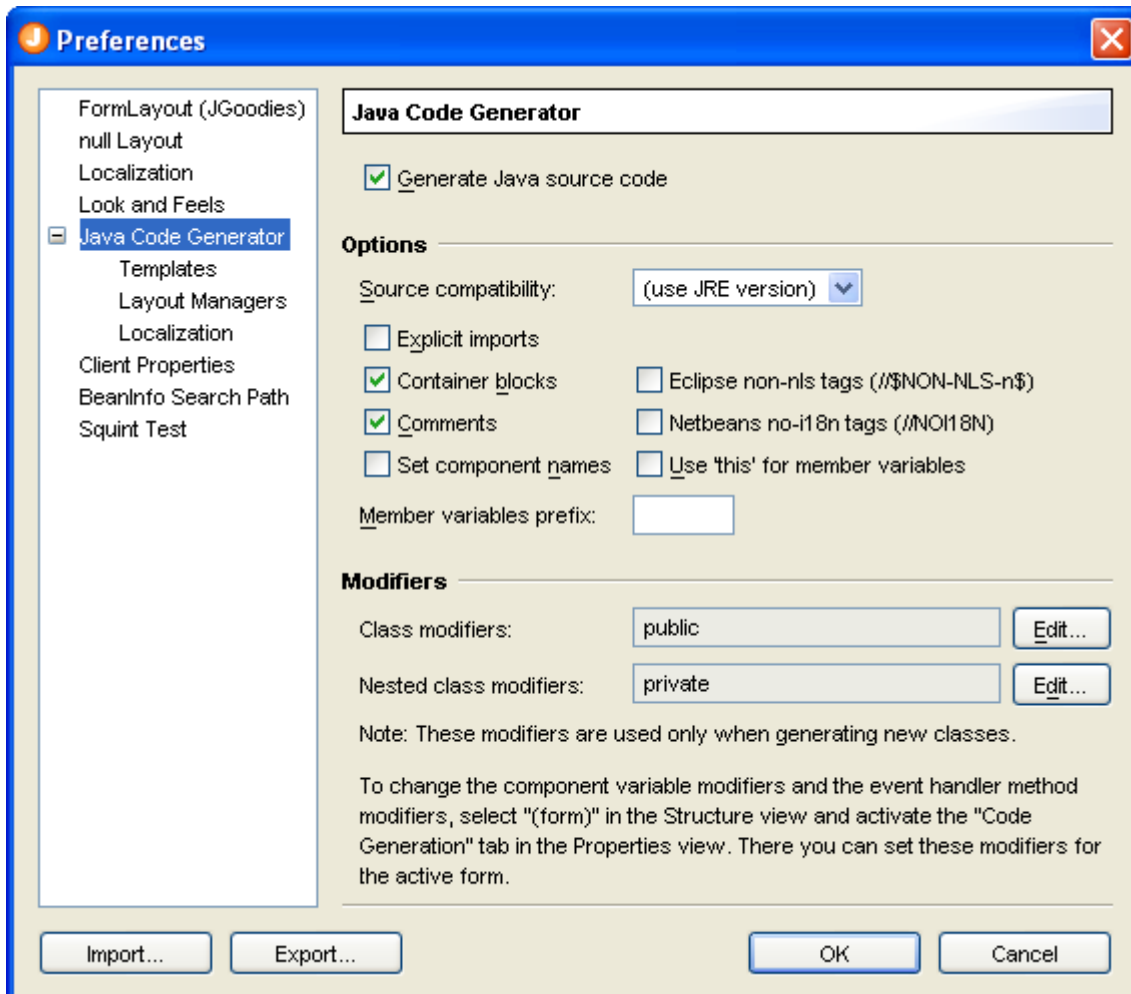 Preferences
FormLayout (JGoodies)
null Layout
Localization
Look and Feels
Java Code Generator
Templates
Layout Managers
Localization
Client Properties
BeanInfo Search Path
Squint Test
Java Code Generator
Generate Java source code
Options
Source compatibility: (use JRE version)
Explicit imports
Container blocks Eclipse non-nls tags (//$NON-NLS-n$)
Comments Netbeans no-i18n tags (//NOI18N)
Set component names Use 'this' for member variables
Member variables prefix:
Modifiers
Class modifiers: public Edit...
Nested class modifiers: private Edit...
Note: These modifiers are used only when generating new classes.
To change the component variable modifiers and the event handler method
modifiers, select "(form)" in the Structure view and activate the "Code
Generation" tab in the Properties view. There you can set these modifiers for
the active form.
Import... Export... OK Cancel